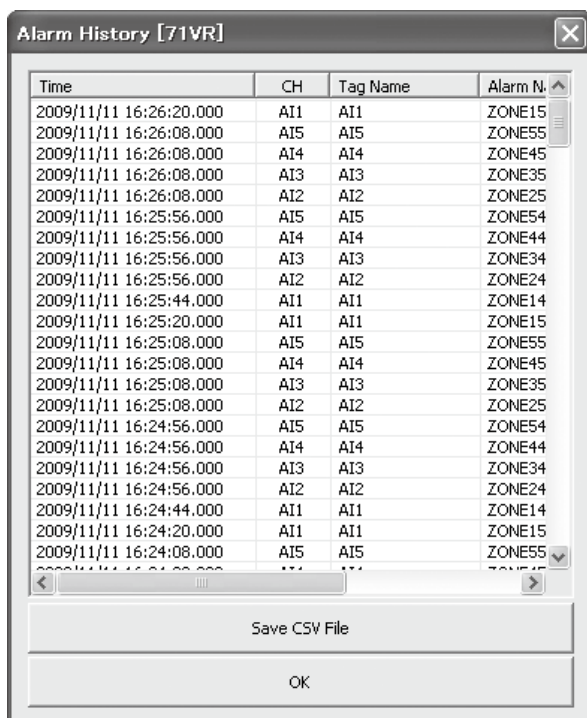 Alarm History [71VR]
Time CH Tag Name Alarm N
2009/11/11 16:26:20.000 AI1 AI1 ZONE15
2009/11/11 16:26:08.000 AI5 AI5 ZONE55
2009/11/11 16:26:08.000 AI4 AI4 ZONE45
2009/11/11 16:26:08.000 AI3 AI3 ZONE35
2009/11/11 16:26:08.000 AI2 AI2 ZONE25
2009/11/11 16:25:56.000 AI5 AI5 ZONE54
2009/11/11 16:25:56.000 AI4 AI4 ZONE44
2009/11/11 16:25:56.000 AI3 AI3 ZONE34
2009/11/11 16:25:56.000 AI2 AI2 ZONE24
2009/11/11 16:25:44.000 AI1 AI1 ZONE14
2009/11/11 16:25:20.000 AI1 AI1 ZONE15
2009/11/11 16:25:08.000 AI5 AI5 ZONE55
2009/11/11 16:25:08.000 AI4 AI4 ZONE45
2009/11/11 16:25:08.000 AI3 AI3 ZONE35
2009/11/11 16:25:08.000 AI2 AI2 ZONE25
2009/11/11 16:24:56.000 AI5 AI5 ZONE54
2009/11/11 16:24:56.000 AI4 AI4 ZONE44
2009/11/11 16:24:56.000 AI3 AI3 ZONE34
2009/11/11 16:24:56.000 AI2 AI2 ZONE24
2009/11/11 16:24:44.000 AI1 AI1 ZONE14
2009/11/11 16:24:20.000 AI1 AI1 ZONE15
2009/11/11 16:24:08.000 AI5 AI5 ZONE55
Save CSV File
OK